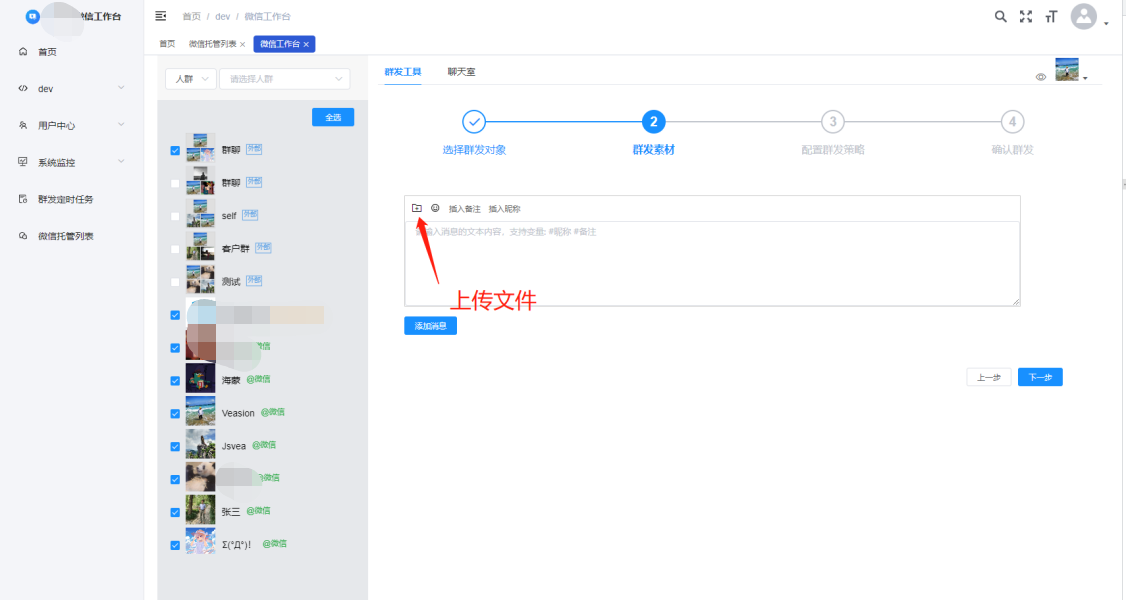 微信工作台
首页 / dev / 微信工作台
首页 微信托管列表 × 微信工作台 ×
首页
dev
用户中心
系统监控
群发定时任务
微信托管列表
人群 请选择人群
全选
群聊 外部
群聊 外部
self 外部
客户群 外部
测试 外部
微信
海蒙 @微信
Veasion @微信
Jsvea @微信
@微信
张三 @微信
Σ(°Д°)! @微信
群发工具 聊天室
2 3 4
选择群发对象 群发素材 配置群发策略 确认群发
插入备注 插入昵称
输入消息的文本内容，支持变量: #昵称 #备注
上传文件
添加消息
上一步 下一步